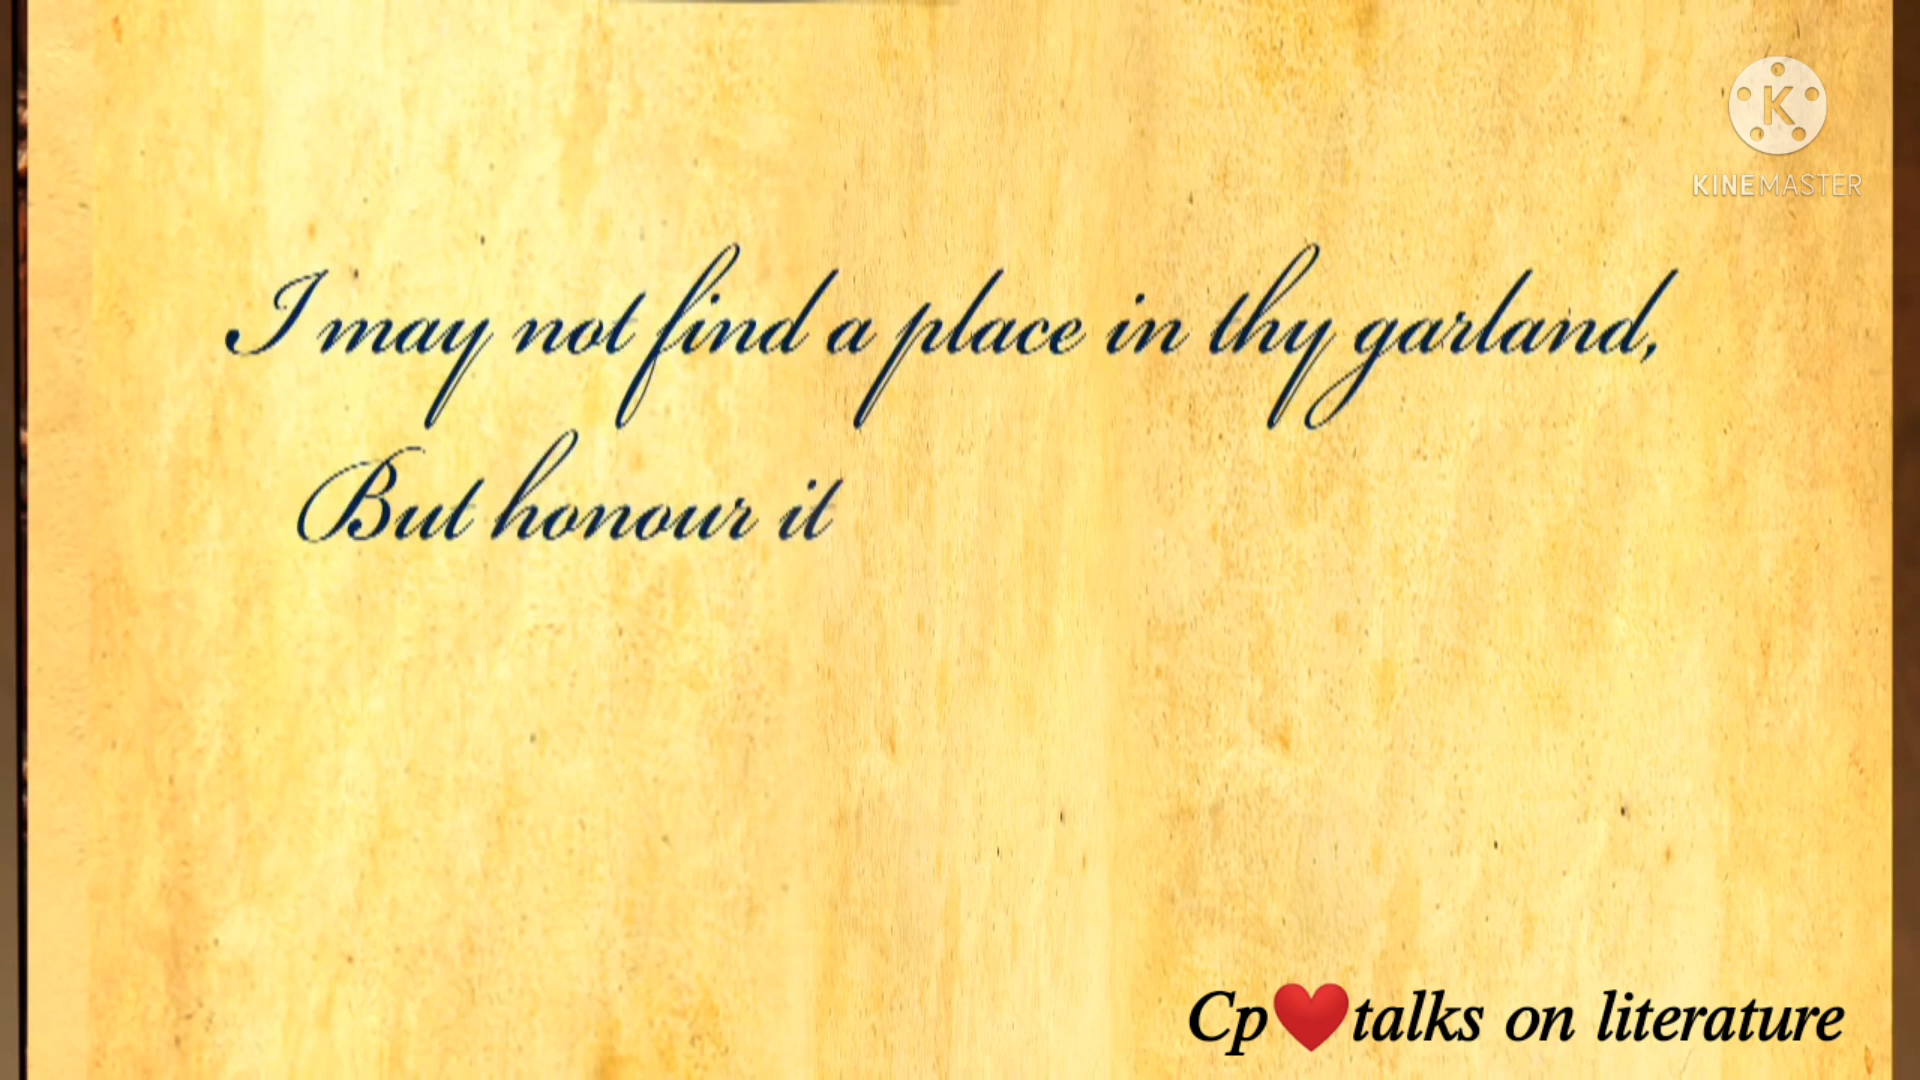 KINEMASTER
I may not find a place in thy garland,
But honour it
Cp❤️talks on literature